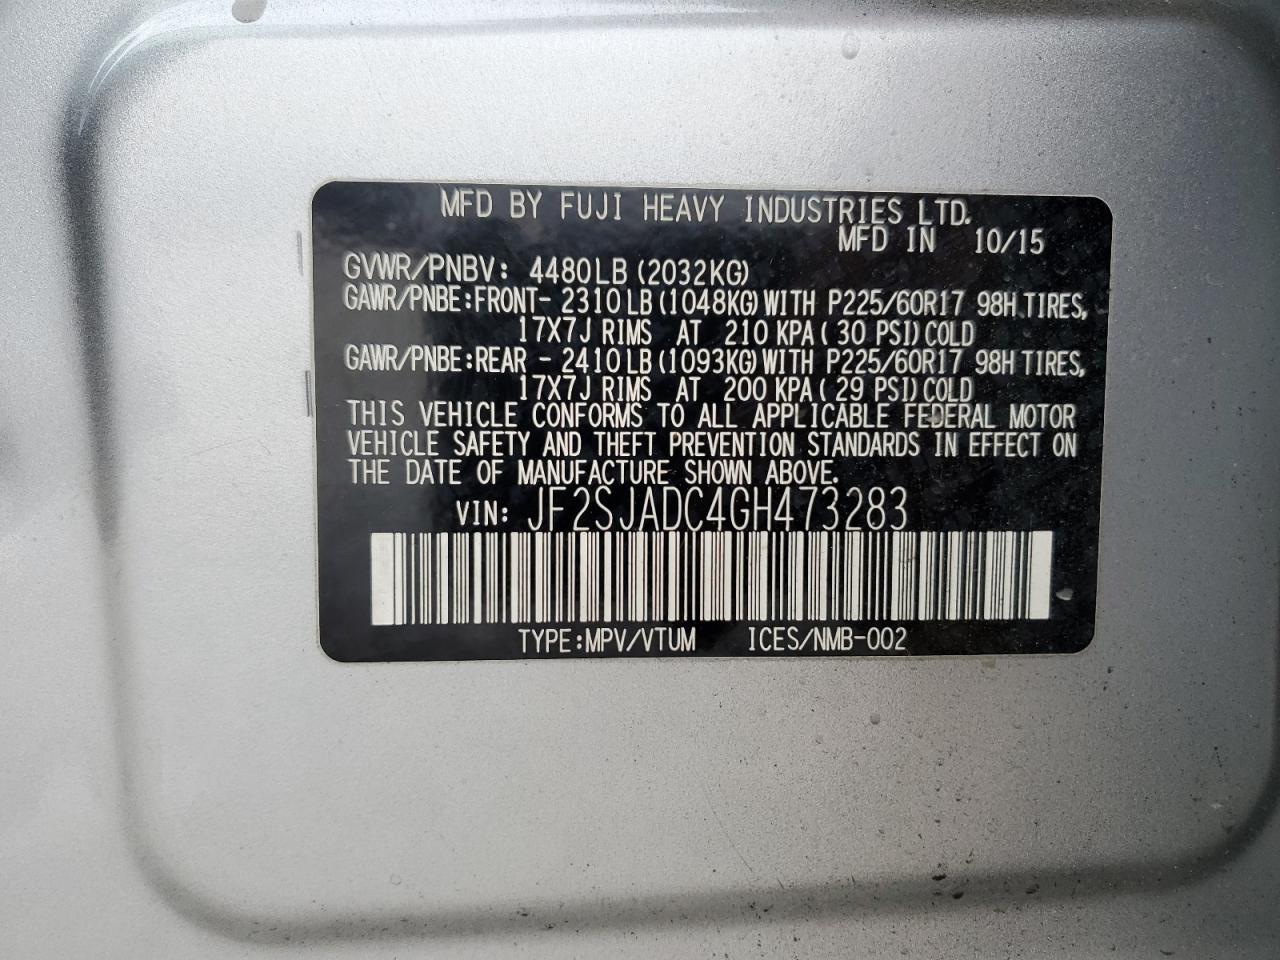 MFD BY FUJI HEAVY INDUSTRIES LTD.
MFD IN 10/15
GVWR/PNBV: 4480LB (2032KG)
GAWR/PNBE:FRONT- 2310LB (1048KG) WITH P225/60R17 98H TIRES,
17X7J RIMS AT 210 KPA ( 30 PSI) COLD
GAWR/PNBE:REAR - 2410LB (1093KG) WITH P225/60R17 98H TIRES,
17X7J RIMS AT 200 KPA ( 29 PSI) COLD
THIS VEHICLE CONFORMS TO ALL APPLICABLE FEDERAL MOTOR
VEHICLE SAFETY AND THEFT PREVENTION STANDARDS IN EFFECT ON
THE DATE OF MANUFACTURE SHOWN ABOVE.
VIN: JF2SJADC4GH473283
TYPE:MPV/VTUM ICES/NMB-002